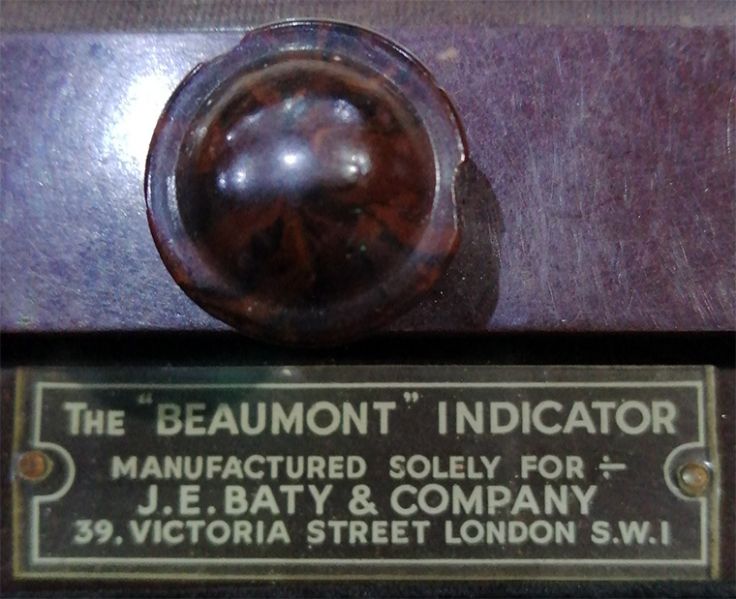 THE "BEAUMONT" INDICATOR
MANUFACTURED SOLELY FOR ÷
J.E.BATY & COMPANY
39. VICTORIA STREET LONDON S.W.1